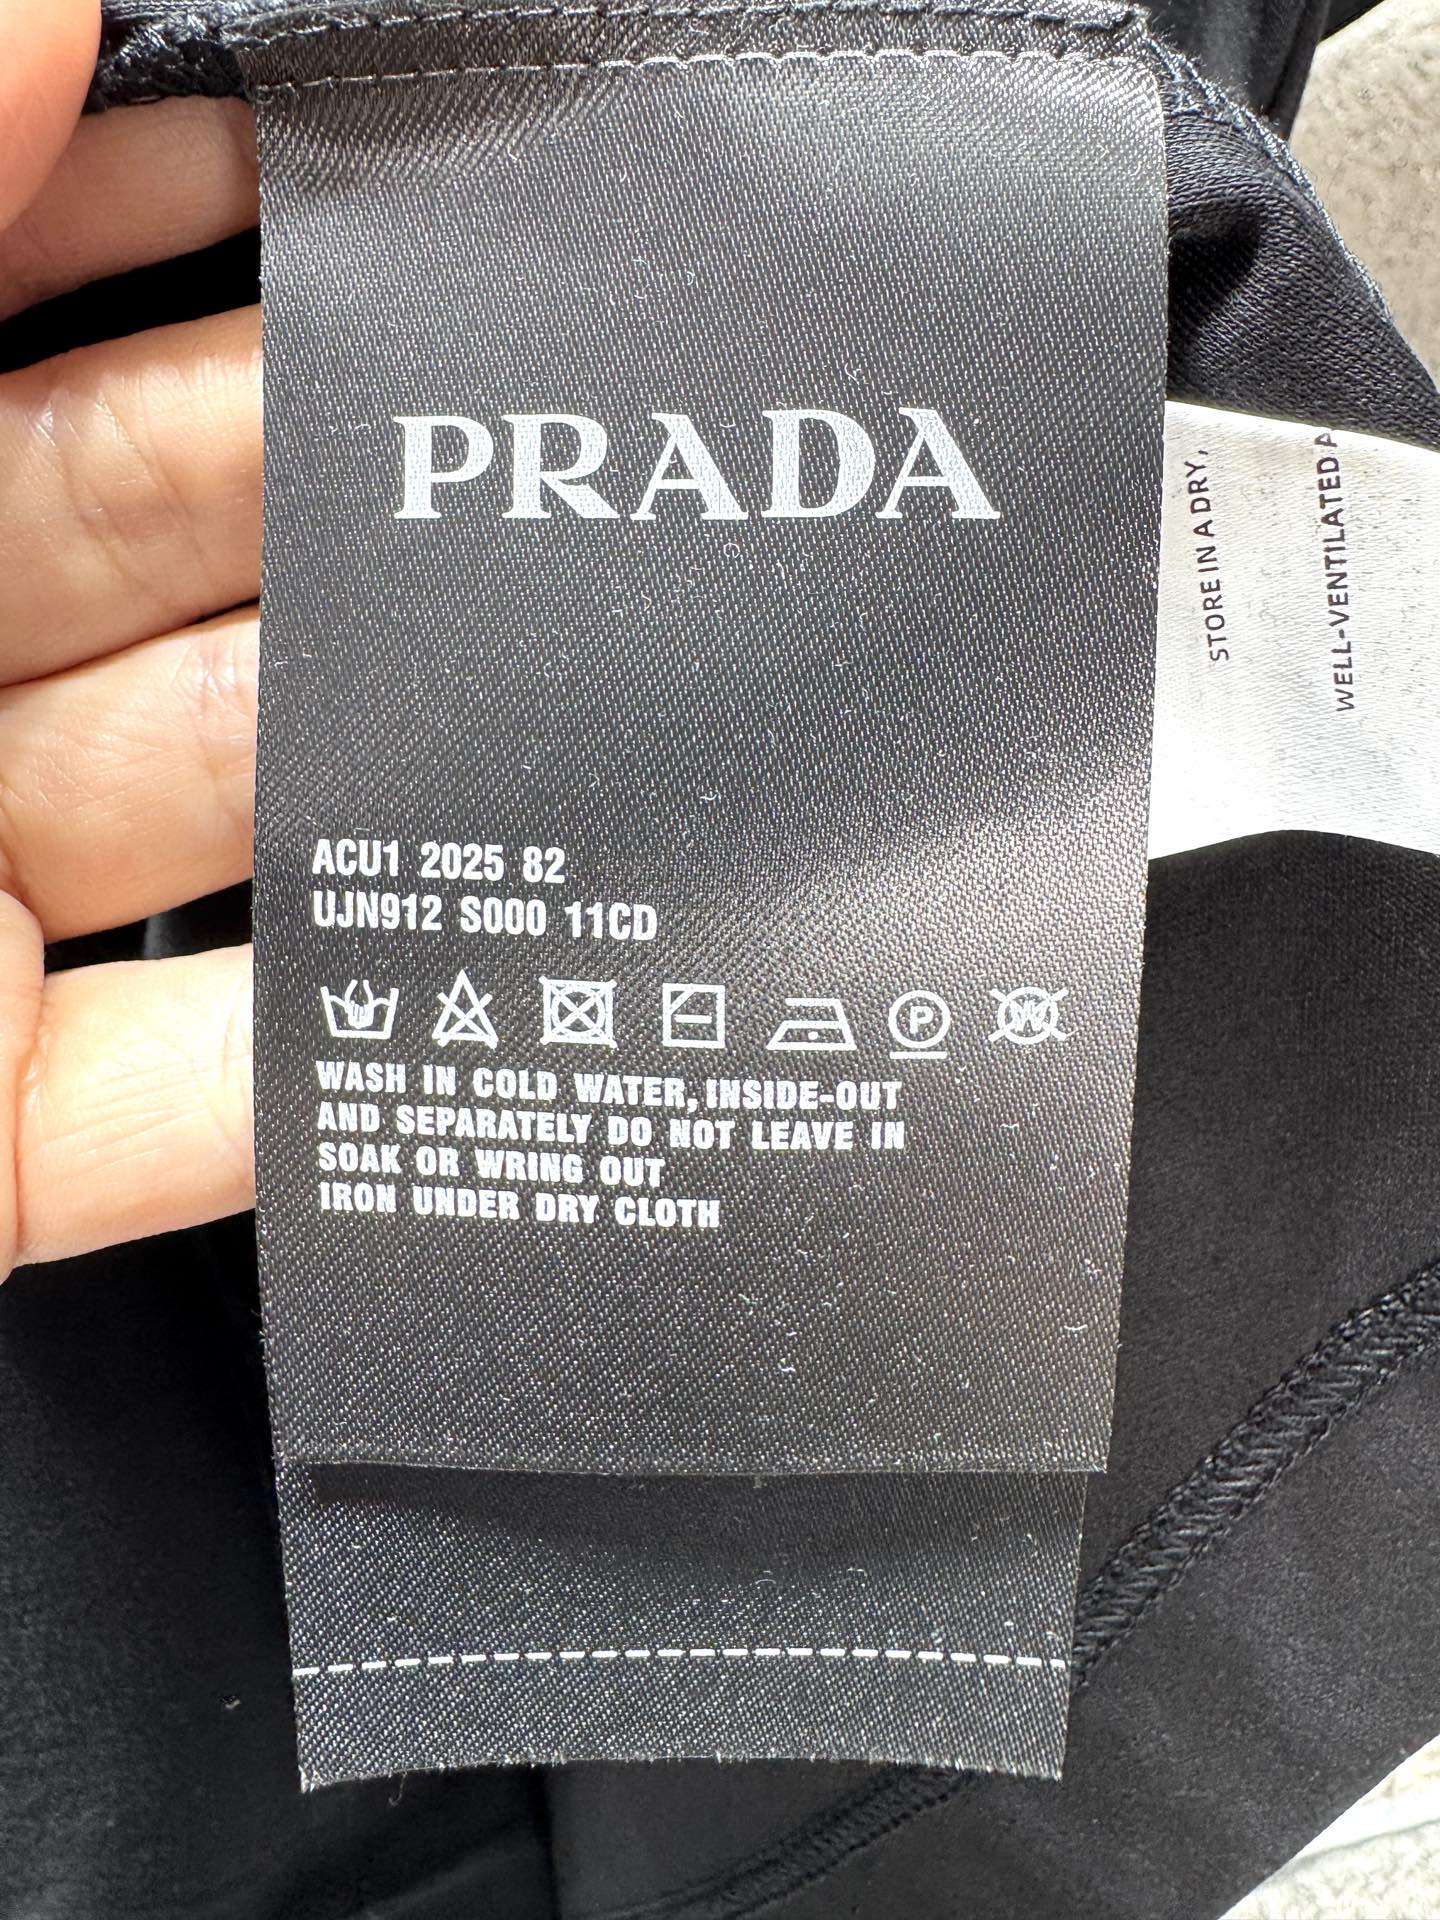 PRADA
ACU1 2025 82
UJN912 S000 11CD
P
W
WASH IN COLD WATER, INSIDE-OUT
AND SEPARATELY DO NOT LEAVE IN
SOAK OR WRING OUT
IRON UNDER DRY CLOTH
STORE IN A DRY,
WELL-VENTILATED A